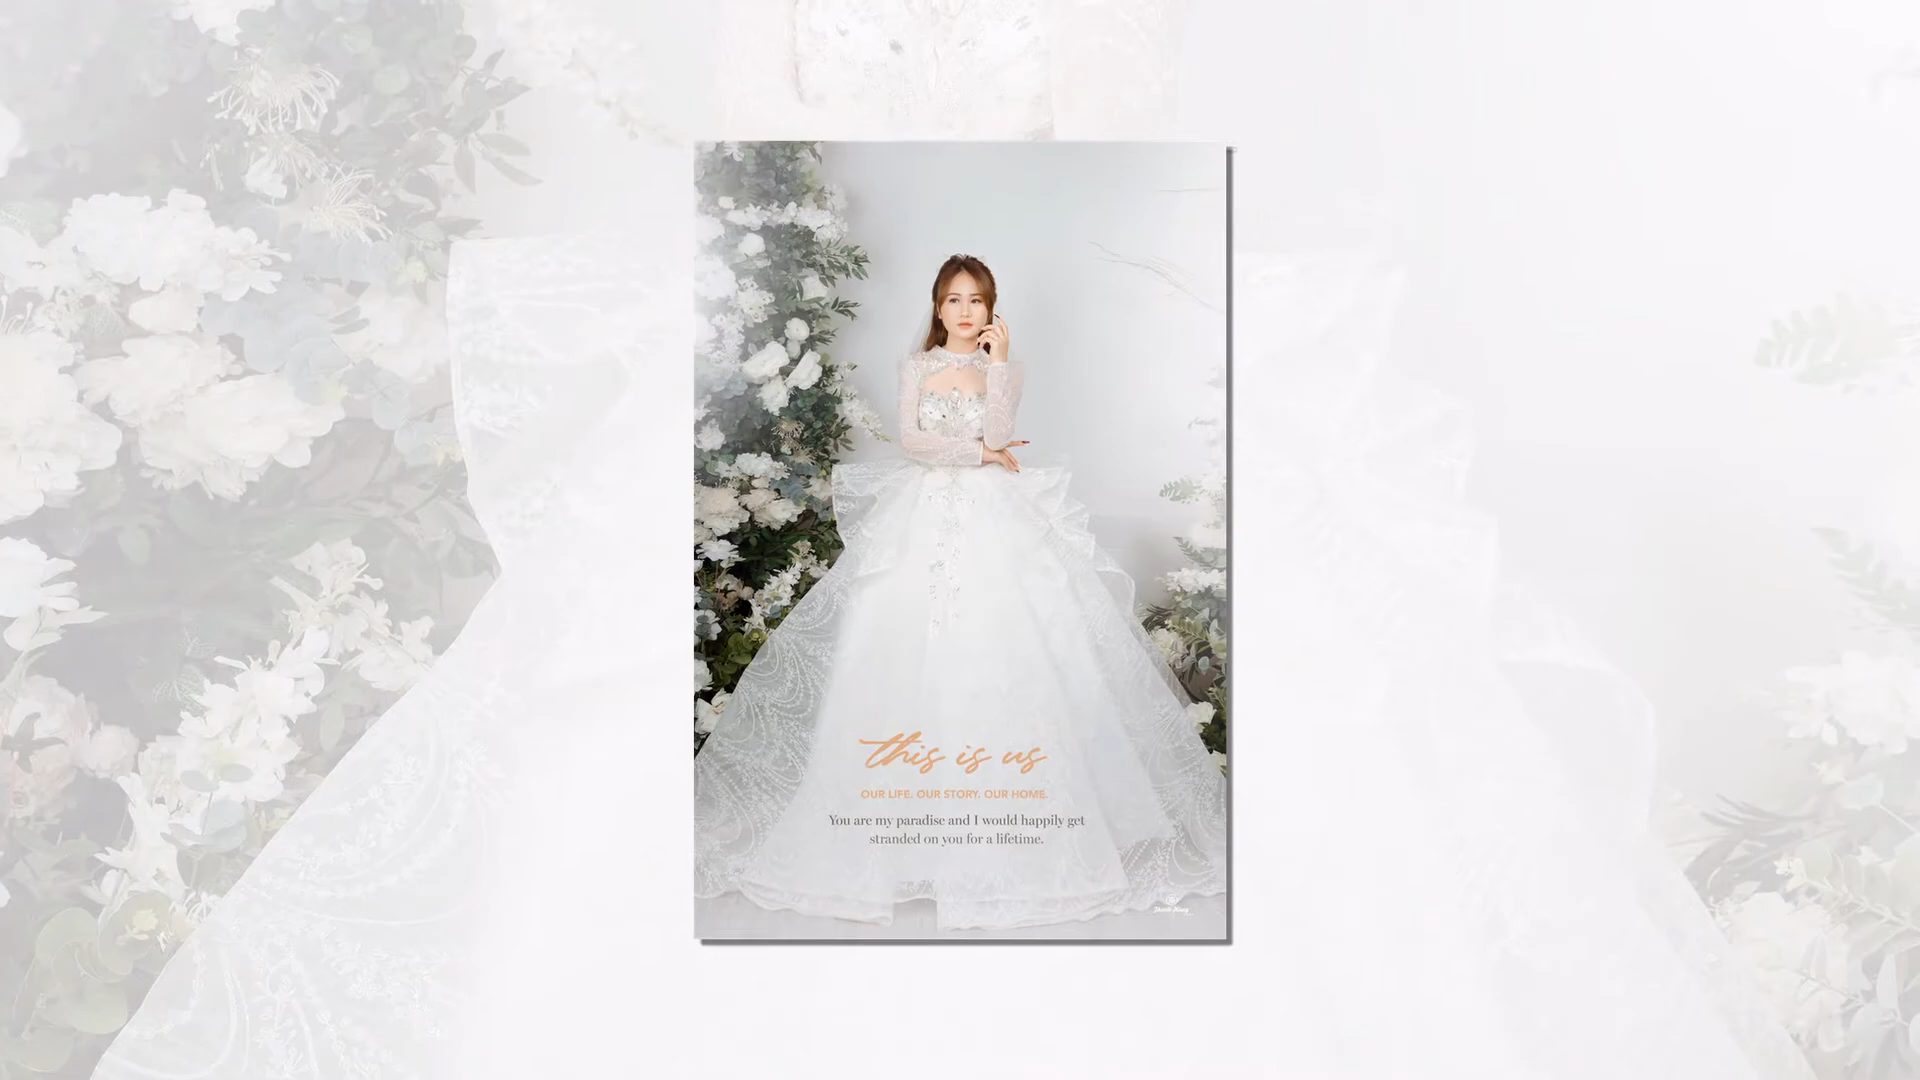 this is us
OUR LIFE. OUR STORY. OUR HOME.
You are my paradise and I would happily get
stranded on you for a lifetime.